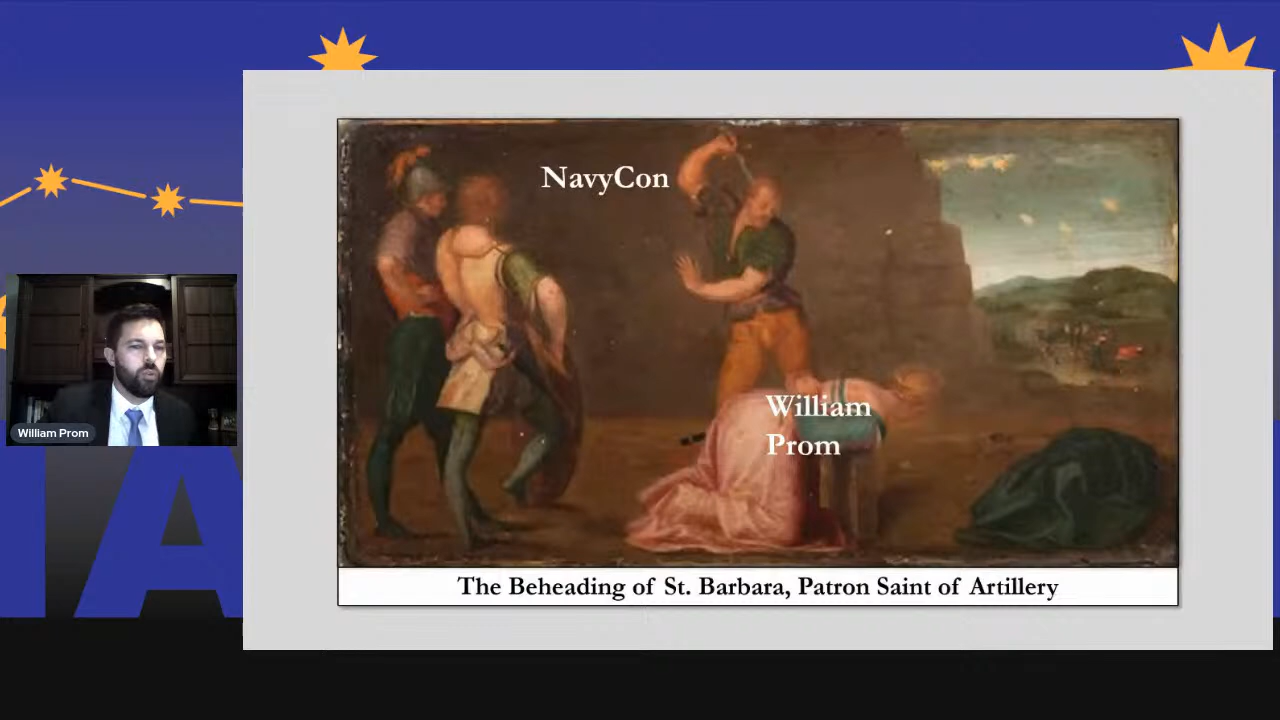 NavyCon
William
Prom
William Prom
The Beheading of St. Barbara, Patron Saint of Artillery